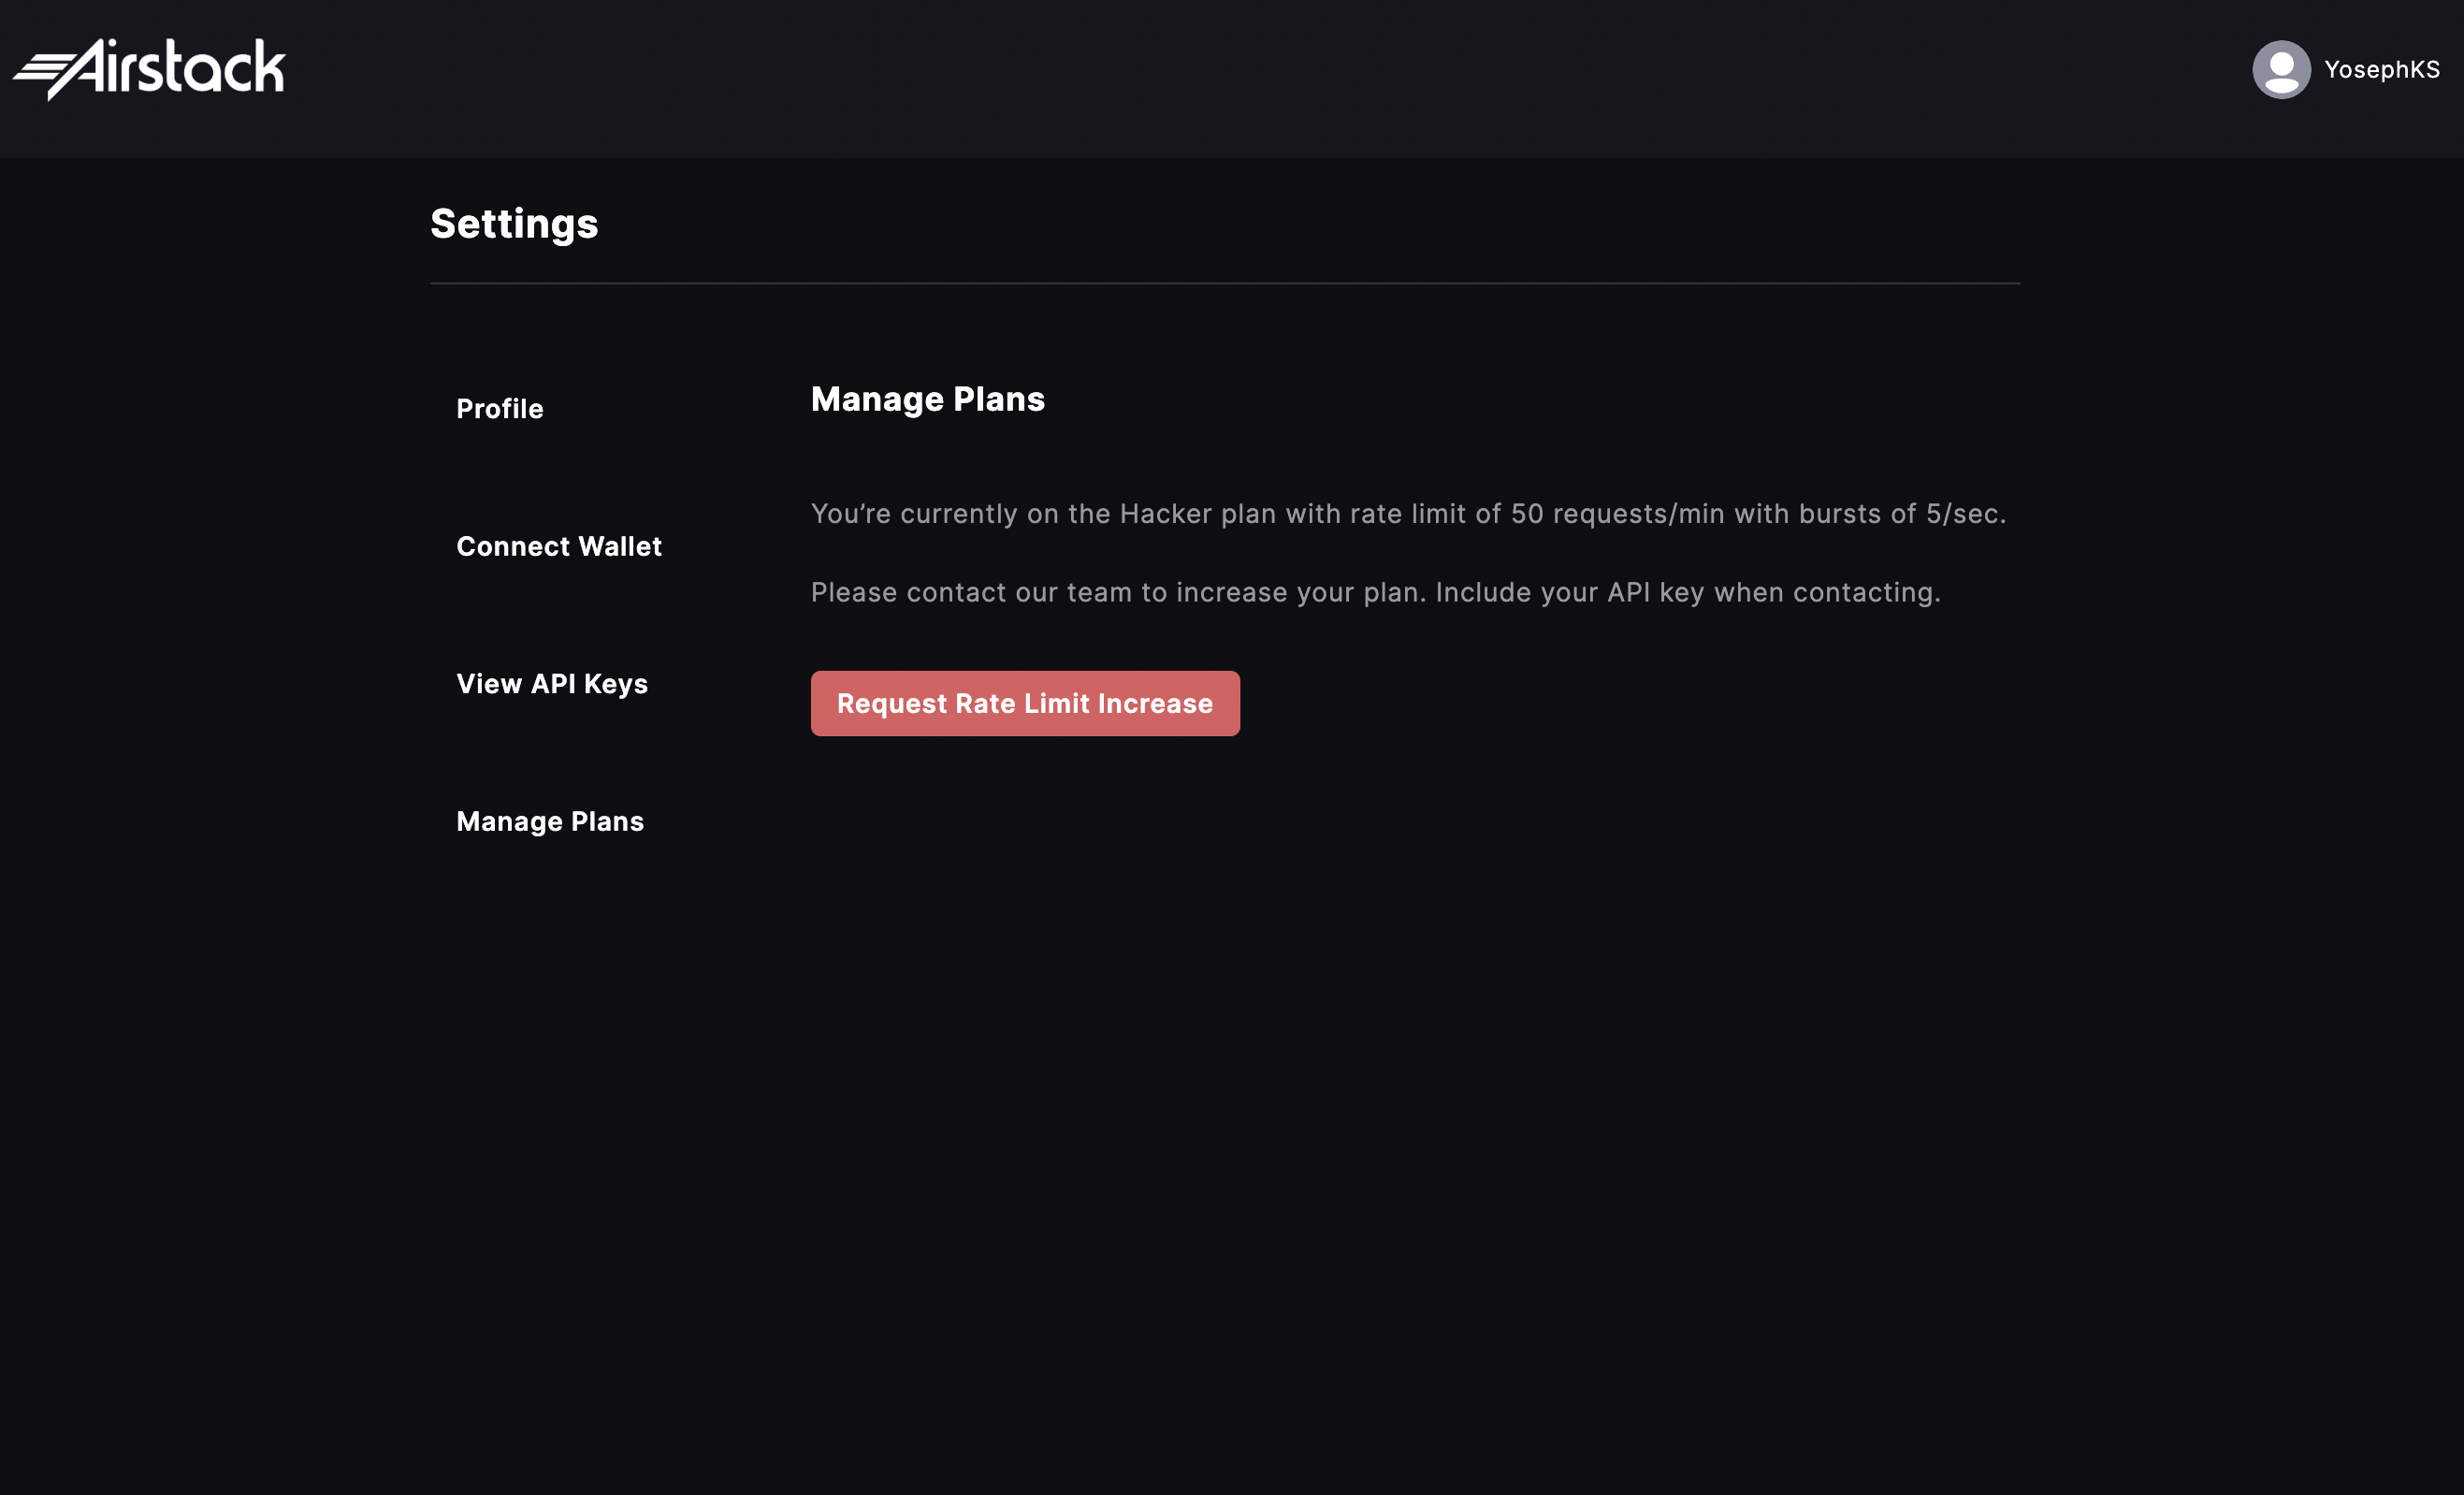 Airstack
YosephKS
Settings
Profile
Connect Wallet
View API Keys
Manage Plans
Manage Plans
You’re currently on the Hacker plan with rate limit of 50 requests/min with bursts of 5/sec.
Please contact our team to increase your plan. Include your API key when contacting.
Request Rate Limit Increase